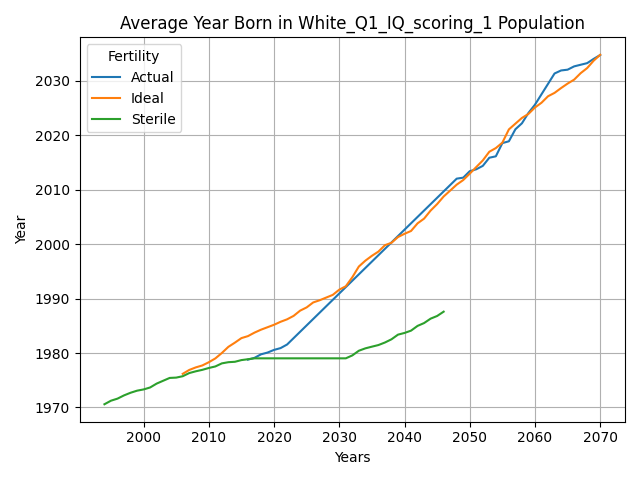 Average Year Born in White_Q1_IQ_scoring_1 Population
Fertility
Actual
Ideal
Sterile
Year
2030
2020
2010
2000
1990
1980
1970
2000
2010
2020
2030
2040
2050
2060
2070
Years